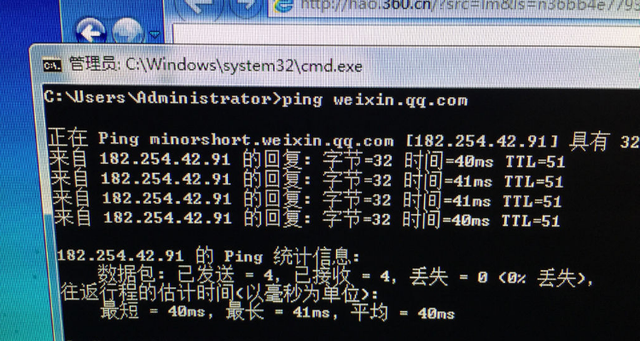 http://hao.360.cn/?src=lm&ls=n3bbb4e779
管理员: C:\Windows\system32\cmd.exe
C:\Users\Administrator>ping weixin.qq.com
正在 Ping minorshort.weixin.qq.com [182.254.42.91] 具有 32
来自 182.254.42.91 的回复: 字节=32 时间=40ms TTL=51
来自 182.254.42.91 的回复: 字节=32 时间=41ms TTL=51
来自 182.254.42.91 的回复: 字节=32 时间=41ms TTL=51
来自 182.254.42.91 的回复: 字节=32 时间=40ms TTL=51
182.254.42.91 的 Ping 统计信息:
数据包: 已发送 = 4, 已接收 = 4, 丢失 = 0 (0% 丢失),
往返行程的估计时间(以毫秒为单位):
最短 = 40ms, 最长 = 41ms, 平均 = 40ms